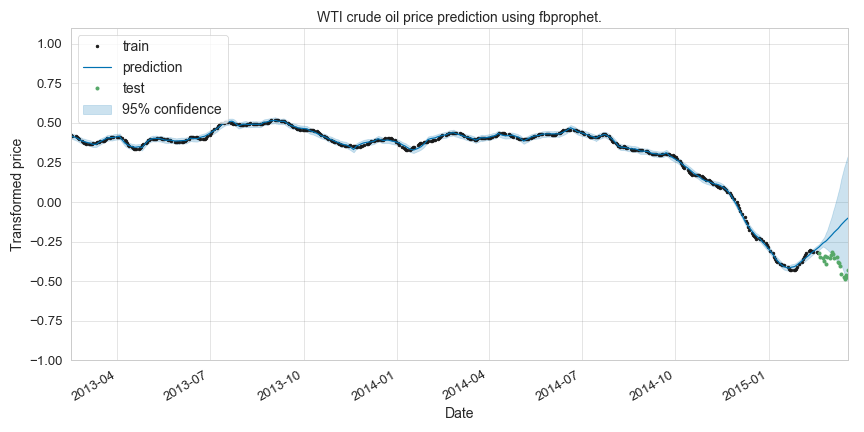 WTI crude oil price prediction using fbprophet.
train
prediction
test
95% confidence
1.00
0.75
0.50
0.25
0.00
−0.25
−0.50
−0.75
−1.00
Transformed price
2013-04
2013-07
2013-10
2014-01
2014-04
2014-07
2014-10
2015-01
Date